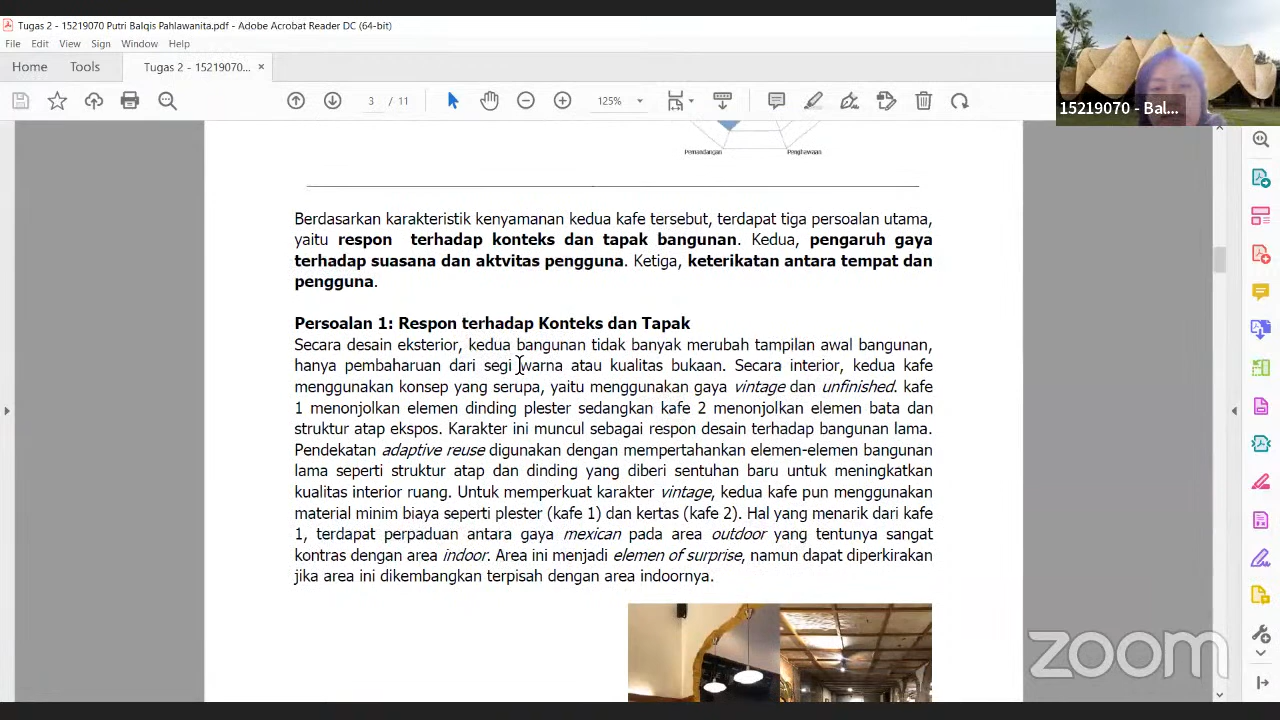 Tugas 2 - 15219070 Putri Balqis Pahlawanita.pdf - Adobe Acrobat Reader DC (64-bit)
File Edit View Sign Window Help
Home Tools Tugas 2 - 15219070... ×
3 / 11 125%
15219070 - Bal...
Pemandangan Penghawaan
Berdasarkan karakteristik kenyamanan kedua kafe tersebut, terdapat tiga persoalan utama,
yaitu respon terhadap konteks dan tapak bangunan. Kedua, pengaruh gaya
terhadap suasana dan aktvitas pengguna. Ketiga, keterikatan antara tempat dan
pengguna.
Persoalan 1: Respon terhadap Konteks dan Tapak
Secara desain eksterior, kedua bangunan tidak banyak merubah tampilan awal bangunan,
hanya pembaharuan dari segi warna atau kualitas bukaan. Secara interior, kedua kafe
menggunakan konsep yang serupa, yaitu menggunakan gaya vintage dan unfinished. kafe
1 menonjolkan elemen dinding plester sedangkan kafe 2 menonjolkan elemen bata dan
struktur atap ekspos. Karakter ini muncul sebagai respon desain terhadap bangunan lama.
Pendekatan adaptive reuse digunakan dengan mempertahankan elemen-elemen bangunan
lama seperti struktur atap dan dinding yang diberi sentuhan baru untuk meningkatkan
kualitas interior ruang. Untuk memperkuat karakter vintage, kedua kafe pun menggunakan
material minim biaya seperti plester (kafe 1) dan kertas (kafe 2). Hal yang menarik dari kafe
1, terdapat perpaduan antara gaya mexican pada area outdoor yang tentunya sangat
kontras dengan area indoor. Area ini menjadi elemen of surprise, namun dapat diperkirakan
jika area ini dikembangkan terpisah dengan area indoornya.
zoom